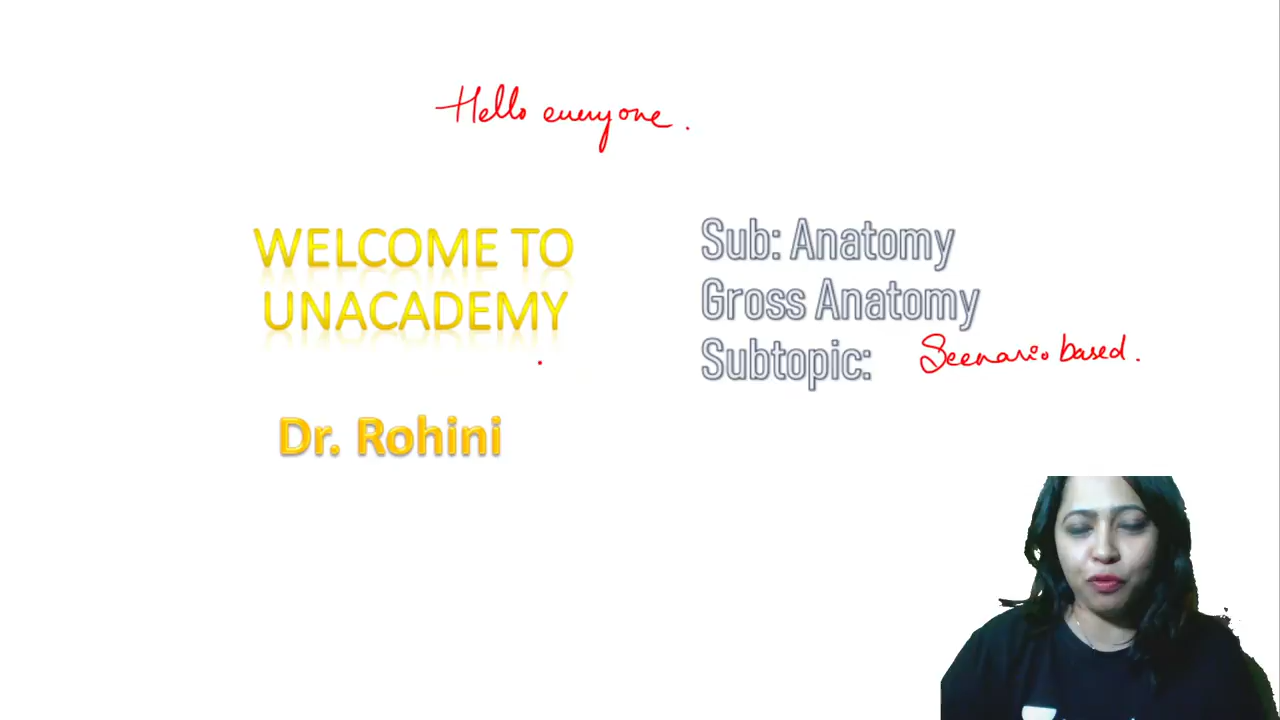 Hello everyone.
WELCOME TO
UNACADEMY
Dr. Rohini
Sub: Anatomy
Gross Anatomy
Subtopic: Scenario based.